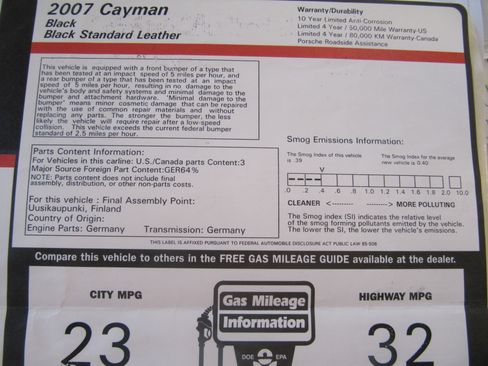 2007 Cayman
Black
Black Standard Leather
Warranty/Durability
10 Year Limited Anti-Corrosion
Limited 4 Year / 50,000 Mile Warranty-US
Limited 4 Year / 80,000 KM Warranty-Canada
Porsche Roadside Assistance
This vehicle is equipped with a front bumper of a type that
has been tested at an impact speed of 5 miles per hour, and
a rear bumper of a type that has been tested at an impact
speed of 5 miles per hour, resulting in no damage to the
vehicle's body and safety systems and minimal damage to the
bumper and attachment hardware. 'Minimal damage to the
bumper' means minor cosmetic damage that can be repaired
with the use of common repair materials and without
replacing any parts. The stronger the bumper, the less
likely the vehicle will require repair after a low-speed
collision. This vehicle exceeds the current federal bumper
standard of 2.5 miles per hour.
Parts Content Information:
For Vehicles in this carline: U.S./Canada parts Content:3
Major Source Foreign Part Content:GER64%
NOTE: Parts content does not include final
assembly, distribution, or other non-parts costs.
For this vehicle : Final Assembly Point:
Uusikaupunki, Finland
Country of Origin:
Engine Parts: Germany Transmission: Germany
Smog Emissions Information:
The Smog Index of this vehicle
is .39
The Smog Index for the average
new vehicle is 0.40
V
.0 .2 .4 .6 .8 1.0 1.2 1.4 1.6 1.8 2.0 10.0
CLEANER <--------- ---------> MORE POLLUTING
The Smog index (SI) indicates the relative level
of the smog forming pollutants emitted by the vehicle.
The lower the SI, the lower the vehicle's emissions.
THIS LABEL IS AFFIXED PURSUANT TO FEDERAL AUTOMOBILE DISCLOSURE ACT PUBLIC LAW 85-506
Compare this vehicle to others in the FREE GAS MILEAGE GUIDE available at the dealer.
CITY MPG
23
Gas Mileage
Information
DOE EPA
HIGHWAY MPG
32